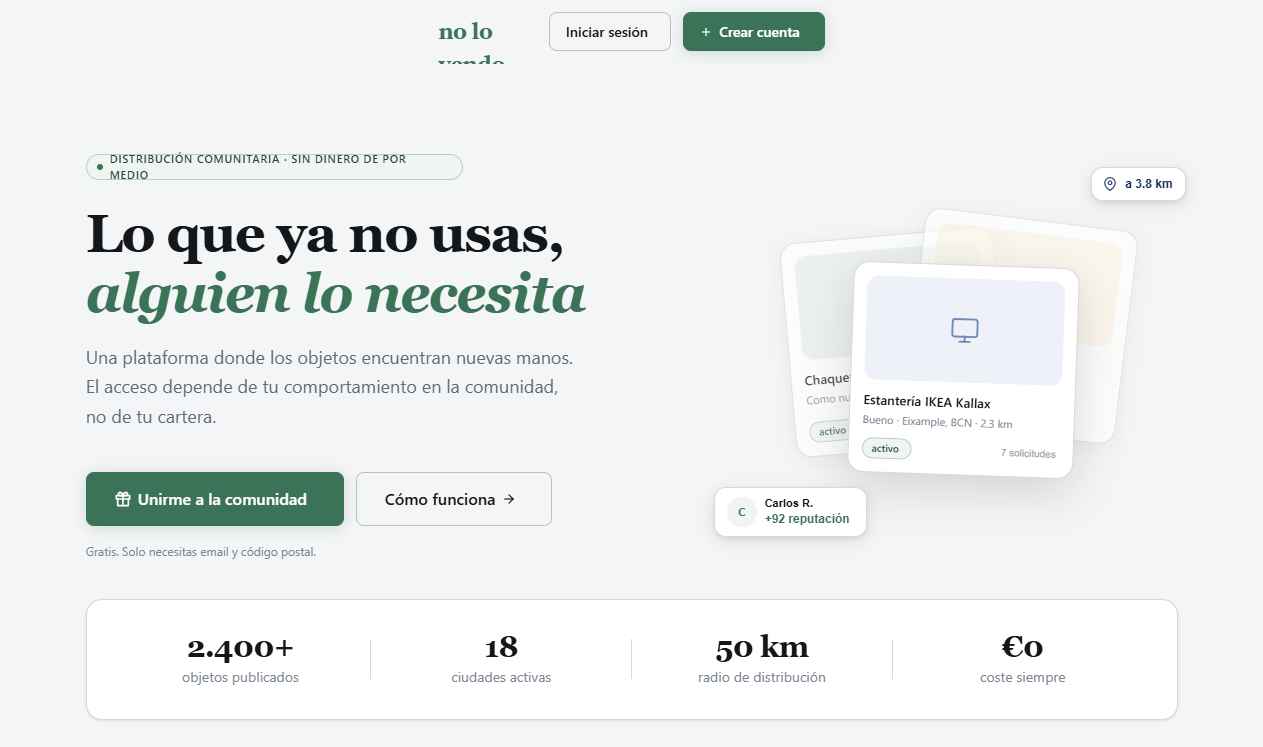 no lo
vendo
Iniciar sesión
+ Crear cuenta
DISTRIBUCIÓN COMUNITARIA · SIN DINERO DE POR
MEDIO
Lo que ya no usas,
alguien lo necesita
Una plataforma donde los objetos encuentran nuevas manos.
El acceso depende de tu comportamiento en la comunidad,
no de tu cartera.
Unirme a la comunidad
Cómo funciona →
Gratis. Solo necesitas email y código postal.
a 3.8 km
Chaque
Como nu
activo
Estantería IKEA Kallax
Bueno · Eixample, BCN · 2.3 km
activo
7 solicitudes
C
Carlos R.
+92 reputación
2.400+
objetos publicados
18
ciudades activas
50 km
radio de distribución
€0
coste siempre